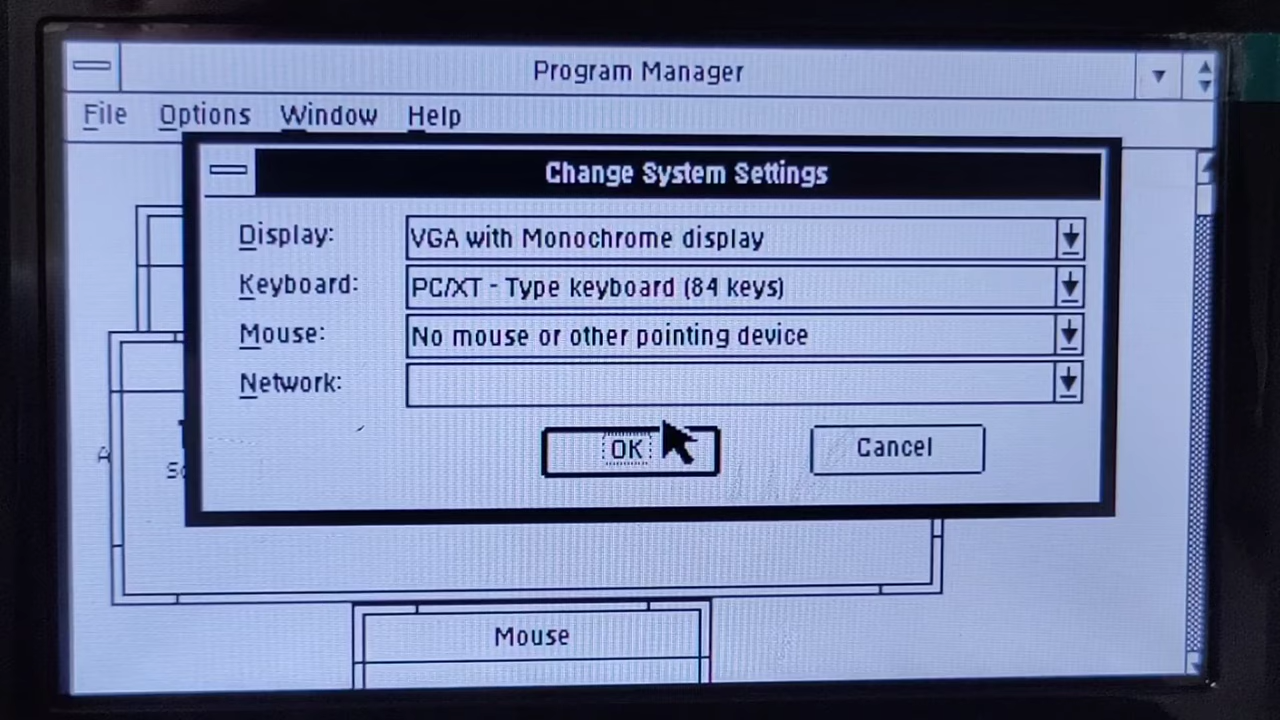 Program Manager
File Options Window Help
Change System Settings
Display: VGA with Monochrome display
Keyboard: PC/XT - Type keyboard (84 keys)
Mouse: No mouse or other pointing device
Network:
OK Cancel
Mouse